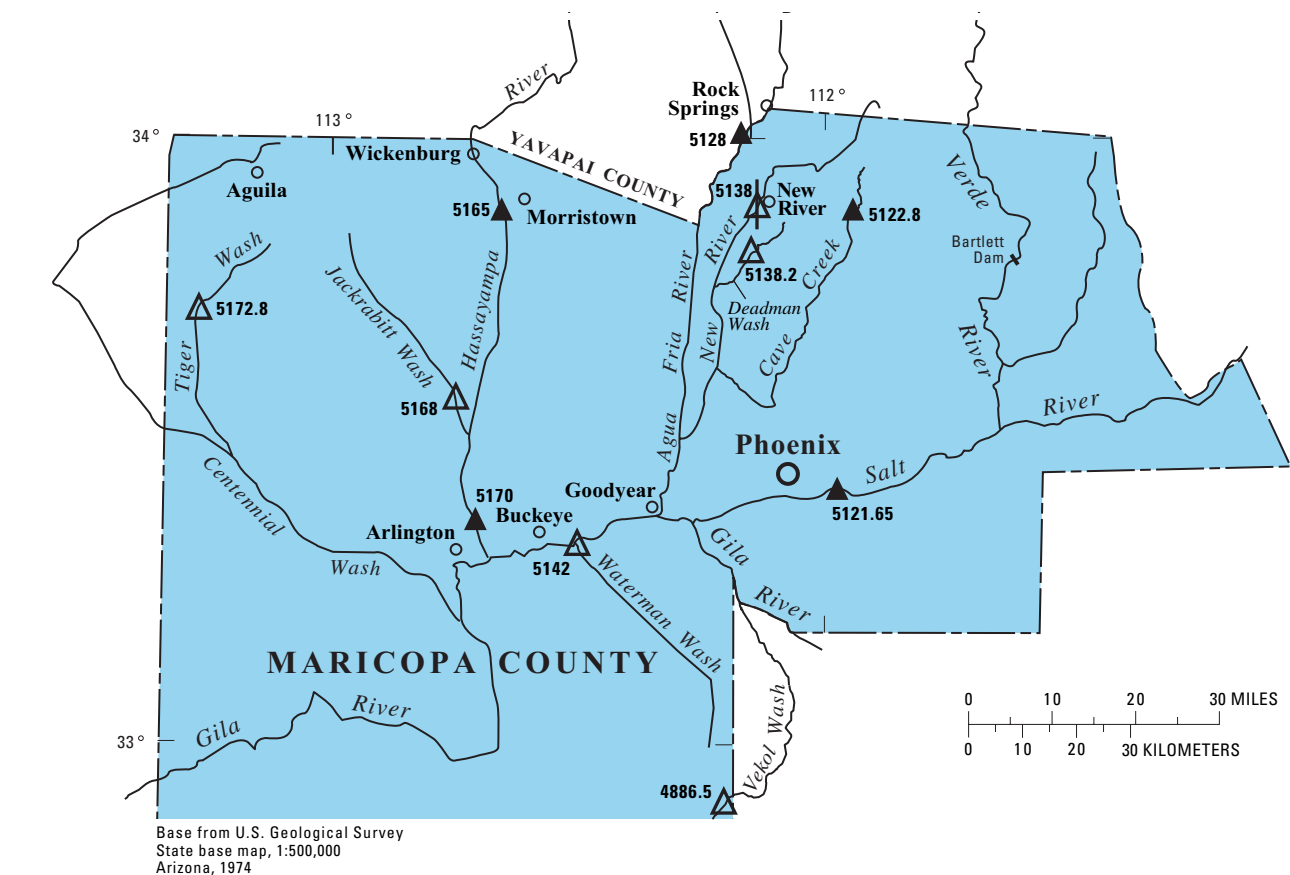 River
Rock
Springs
112°
113°
34°
5128
YAVAPAI COUNTY
Wickenburg
Aguila
Verde
5138
New
River
5165
Morristown
5122.8
Wash
River
Bartlett
Dam
5138.2
Creek
Jackrabitt Wash
Hassayampa
River
5172.8
Deadman
Wash
Tiger
Fria
New
Cave
River
5168
River
Agua
Phoenix
Salt
Centennial
Goodyear
5170
Buckeye
5121.65
Arlington
Gila
Wash
5142
Waterman Wash
River
MARICOPA COUNTY
Gila
River
0 10 20 30 MILES
0 10 20 30 KILOMETERS
33°
Vekol Wash
4886.5
Base from U.S. Geological Survey
State base map, 1:500,000
Arizona, 1974